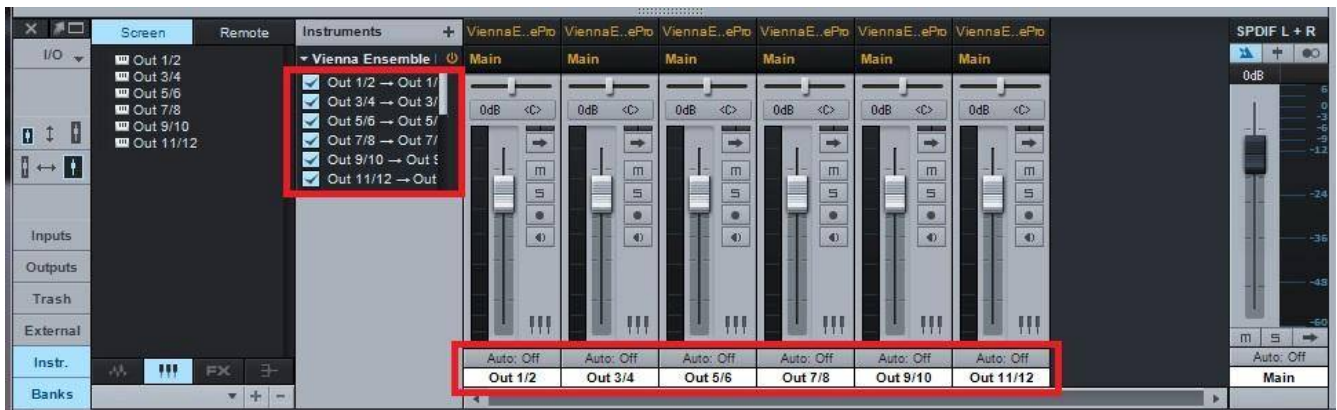 I/O
Inputs
Outputs
Trash
External
Instr.
Banks
Screen Remote
Out 1/2
Out 3/4
Out 5/6
Out 7/8
Out 9/10
Out 11/12
FX
Instruments +
Vienna Ensemble
Out 1/2 → Out 1/
Out 3/4 → Out 3/
Out 5/6 → Out 5/
Out 7/8 → Out 7/
Out 9/10 → Out 9
Out 11/12 → Out
ViennaE..ePro ViennaE..ePro ViennaE..ePro ViennaE..ePro ViennaE..ePro ViennaE..ePro
Main Main Main Main Main Main
0dB <C> 0dB <C> 0dB <C> 0dB <C> 0dB <C> 0dB <C>
m m m m m m
S S S S S S
Auto: Off Auto: Off Auto: Off Auto: Off Auto: Off Auto: Off
Out 1/2 Out 3/4 Out 5/6 Out 7/8 Out 9/10 Out 11/12
SPDIF L + R
0dB
6
0
-3
-6
-9
-12
-24
-36
-48
-60
m S
Auto: Off
Main